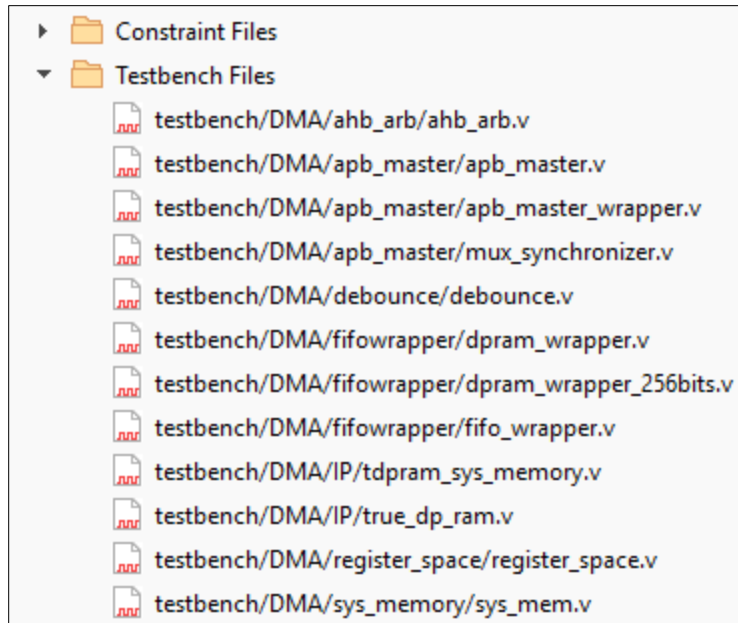 Constraint Files
Testbench Files
testbench/DMA/ahb_arb/ahb_arb.v
testbench/DMA/apb_master/apb_master.v
testbench/DMA/apb_master/apb_master_wrapper.v
testbench/DMA/apb_master/mux_synchronizer.v
testbench/DMA/debounce/debounce.v
testbench/DMA/fifowrapper/dpram_wrapper.v
testbench/DMA/fifowrapper/dpram_wrapper_256bits.v
testbench/DMA/fifowrapper/fifo_wrapper.v
testbench/DMA/IP/tdpram_sys_memory.v
testbench/DMA/IP/true_dp_ram.v
testbench/DMA/register_space/register_space.v
testbench/DMA/sys_memory/sys_mem.v